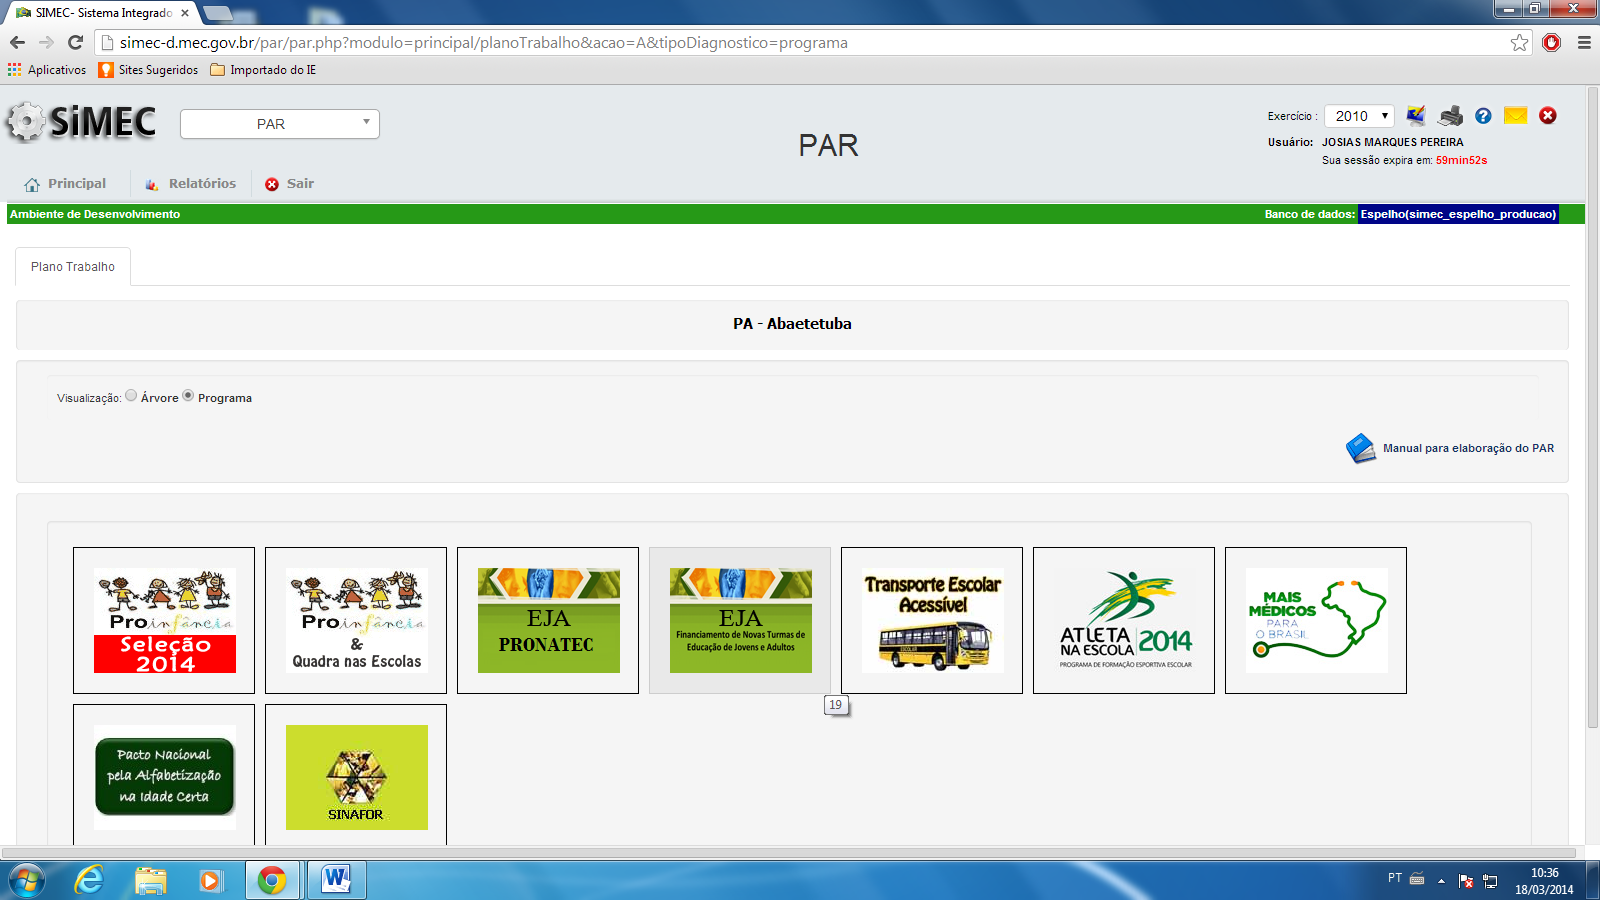 SIMEC- Sistema Integrado
simec-d.mec.gov.br/par/par.php?modulo=principal/planoTrabalho&acao=A&tipoDiagnostico=programa
Aplicativos Sites Sugeridos Importado do IE
SiMEC
PAR
PAR
Exercício : 2010
Usuário: JOSIAS MARQUES PEREIRA
Sua sessão expira em: 59min52s
Principal Relatórios Sair
Ambiente de Desenvolvimento
Banco de dados: Espelho(simec_espelho_producao)
Plano Trabalho
PA - Abaetetuba
Visualização: Árvore Programa
Manual para elaboração do PAR
Proinfância
Seleção
2014
Proinfância
&
Quadra nas Escolas
EJA
PRONATEC
EJA
Financiamento de Novas Turmas de
Educação de Jovens e Adultos
Transporte Escolar
Acessível
ESCOLAR
ATLETA
NA ESCOLA 2014
PROGRAMA DE FORMAÇÃO ESPORTIVA ESCOLAR
MAIS
MÉDICOS
PARA
O BRASIL
19
Pacto Nacional
pela Alfabetização
na Idade Certa
SINAFOR
PT
10:36
18/03/2014